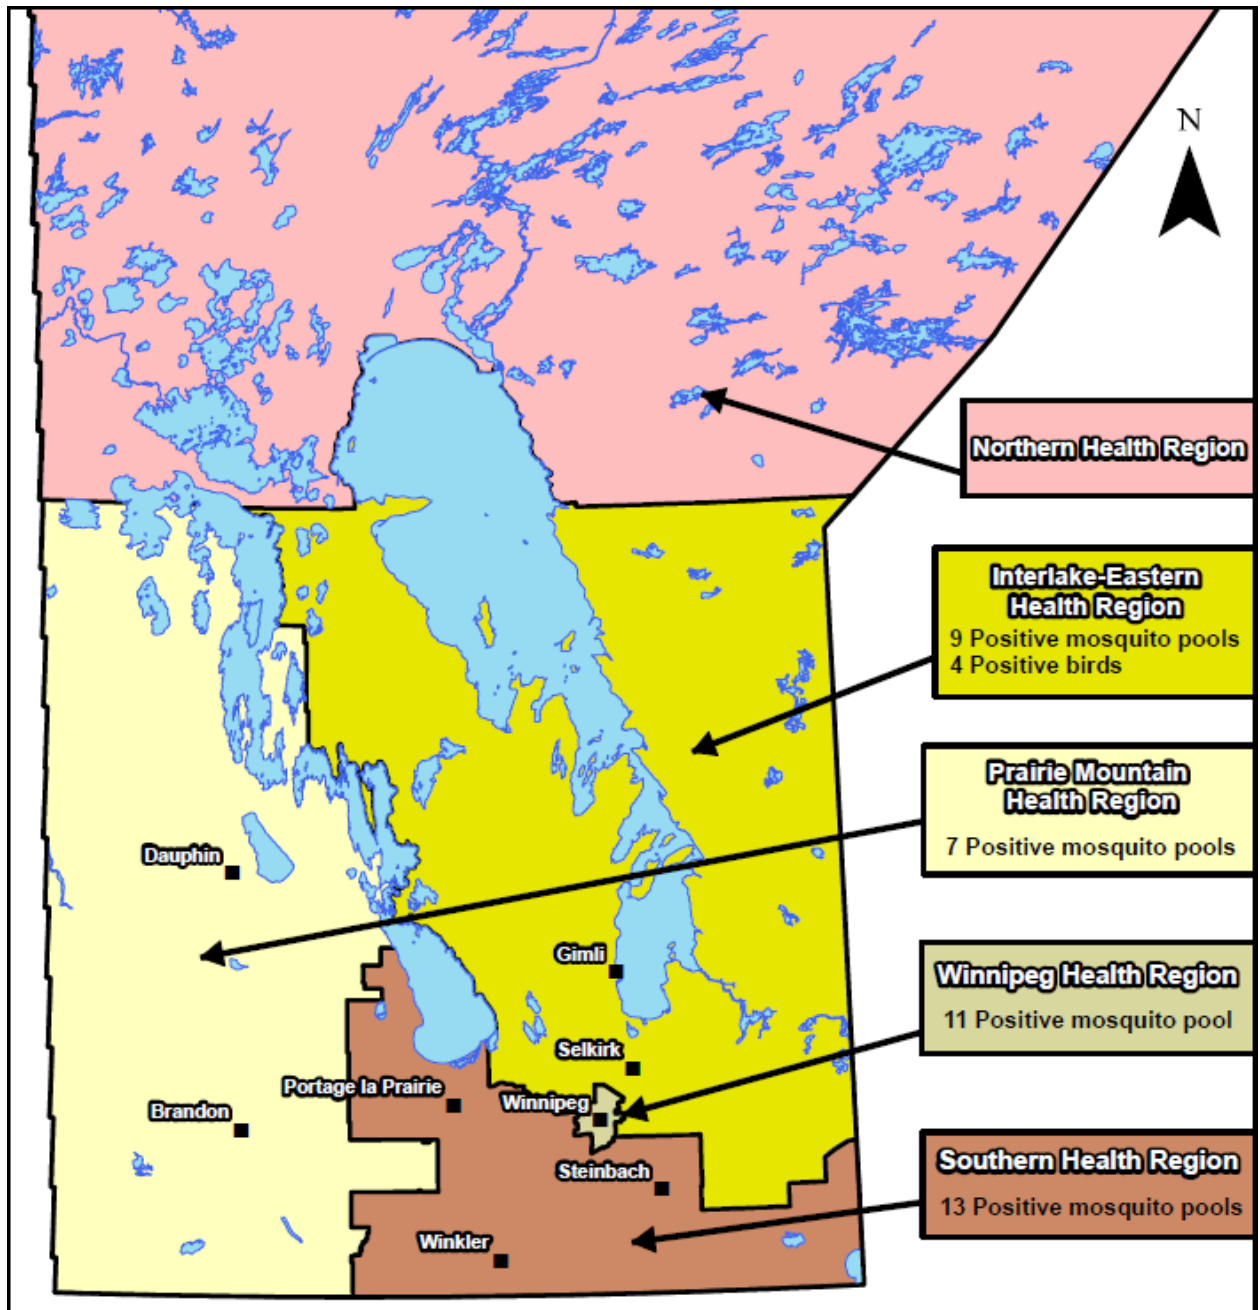 N
Northern Health Region
Interlake-Eastern
Health Region
9 Positive mosquito pools
4 Positive birds
Prairie Mountain
Health Region
7 Positive mosquito pools
Dauphin
Gimli
Winnipeg Health Region
11 Positive mosquito pool
Selkirk
Portage la Prairie
Brandon
Winnipeg
Steinbach
Southern Health Region
13 Positive mosquito pools
Winkler